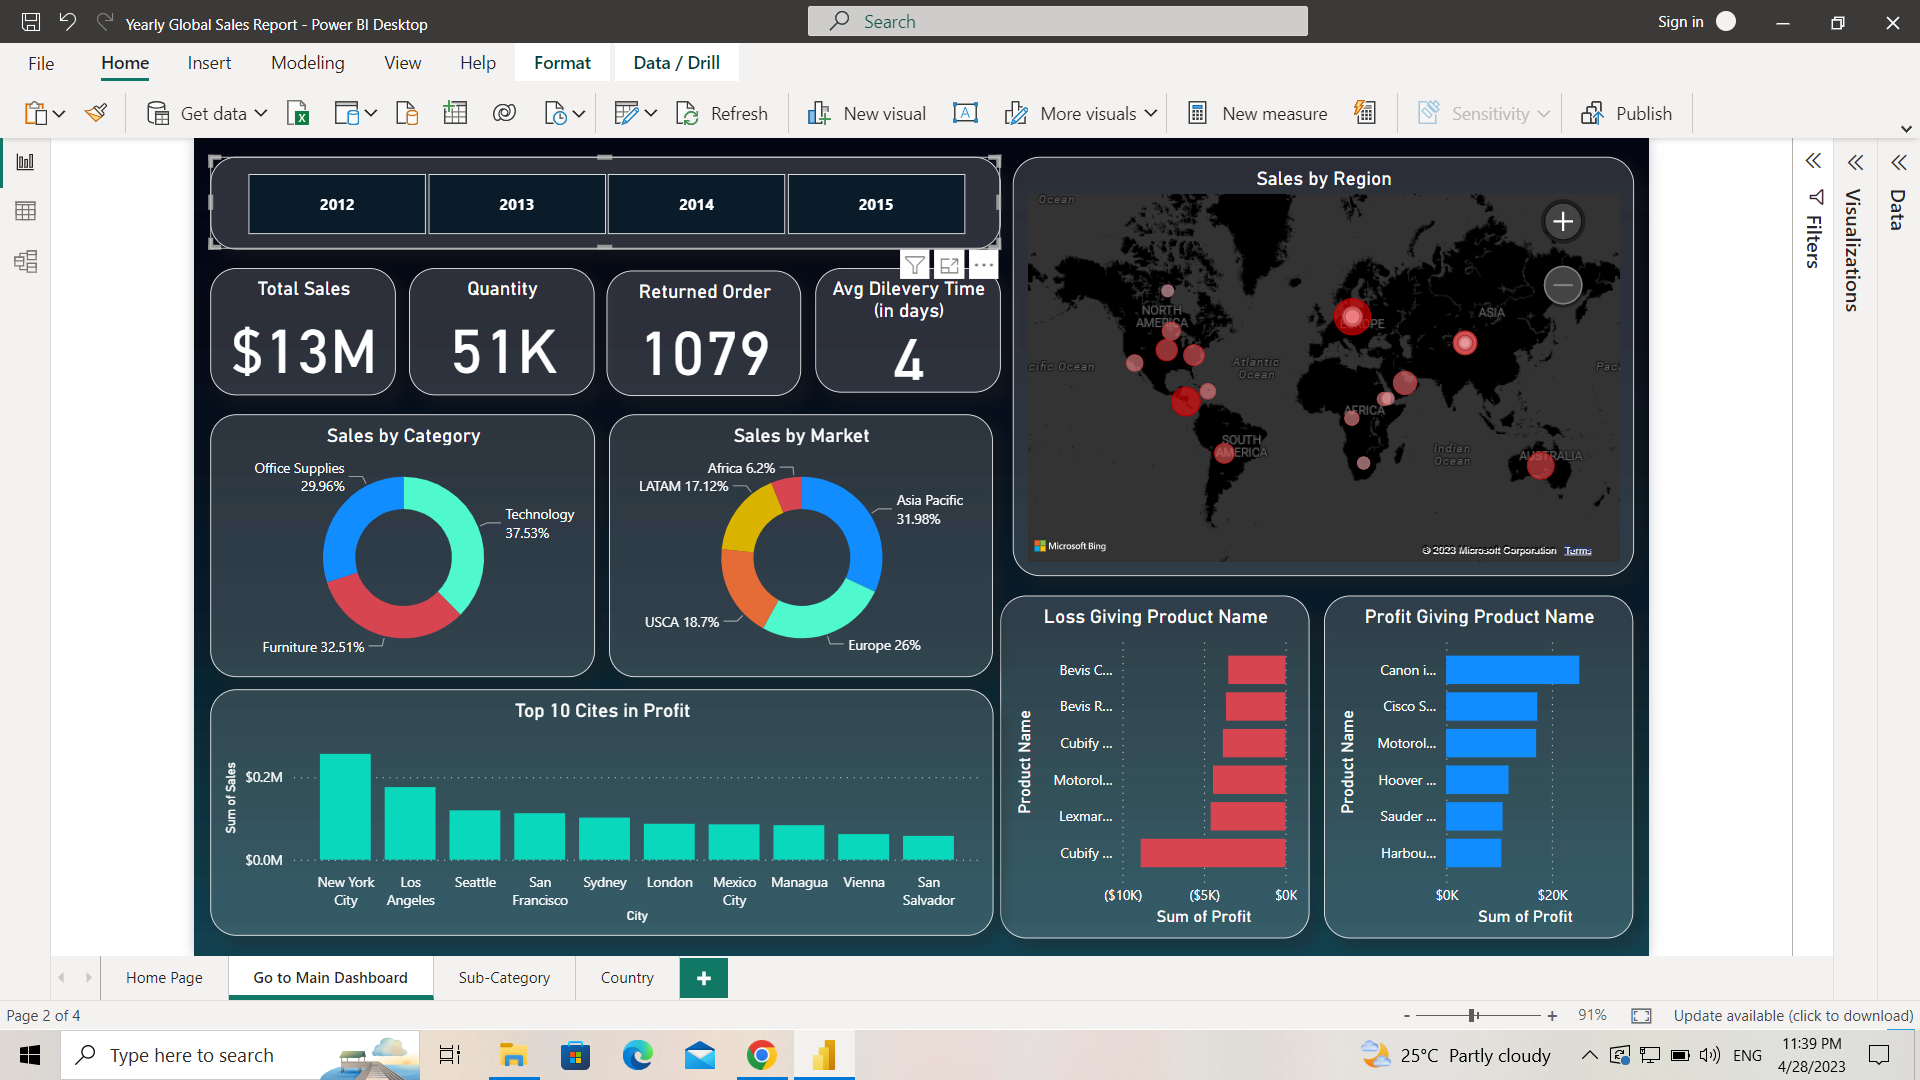 Yearly Global Sales Report - Power BI Desktop
Search
Sign in
File
Home
Insert
Modeling
View
Help
Format
Data / Drill
Get data
Refresh
New visual
More visuals
New measure
Sensitivity
Publish
2012
2013
2014
2015
Total Sales
$13M
Quantity
51K
Returned Order
1079
Avg Dilevery Time
(in days)
4
Sales by Category
Office Supplies
29.96%
Technology
37.53%
Furniture 32.51%
Sales by Market
Africa 6.2%
LATAM 17.12%
Asia Pacific
31.98%
USCA 18.7%
Europe 26%
Top 10 Cites in Profit
Sum of Sales
$0.2M
$0.0M
New York
City
Los
Angeles
Seattle
San
Francisco
Sydney
London
Mexico
City
Managua
Vienna
San
Salvador
City
Sales by Region
Ocean
NORTH
AMERICA
EUROPE
ASIA
cific Ocean
Atlantic
Ocean
Paci
AFRICA
SOUTH
AMERICA
Indian
Ocean
AUSTRALIA
Microsoft Bing
© 2023 Microsoft Corporation
Terms
Loss Giving Product Name
Product Name
Bevis C...
Bevis R...
Cubify ...
Motorol...
Lexmar...
Cubify ...
($10K)
($5K)
$0K
Sum of Profit
Profit Giving Product Name
Product Name
Canon i...
Cisco S...
Motorol...
Hoover ...
Sauder ...
Harbou...
$0K
$20K
Sum of Profit
Filters
Visualizations
Data
Home Page
Go to Main Dashboard
Sub-Category
Country
Page 2 of 4
91%
Update available (click to download)
Type here to search
25°C Partly cloudy
ENG
11:39 PM
4/28/2023